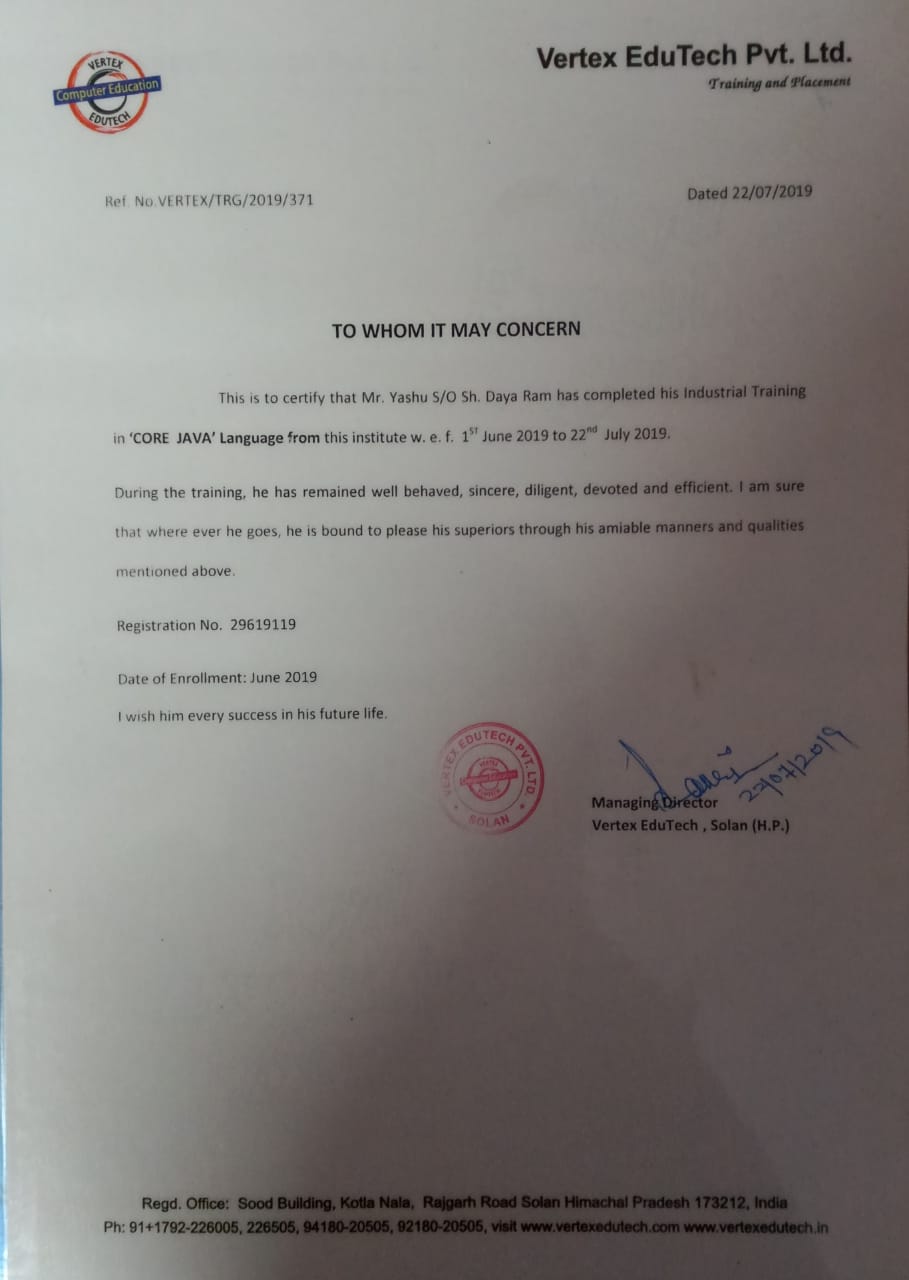 VERTEX
Computer Education
EDUTECH
Vertex EduTech Pvt. Ltd.
Training and Placement
Ref. No.VERTEX/TRG/2019/371
Dated 22/07/2019
TO WHOM IT MAY CONCERN
This is to certify that Mr. Yashu S/O Sh. Daya Ram has completed his Industrial Training
in ‘CORE JAVA’ Language from this institute w. e. f. 1ST June 2019 to 22nd July 2019.
During the training, he has remained well behaved, sincere, diligent, devoted and efficient. I am sure
that where ever he goes, he is bound to please his superiors through his amiable manners and qualities
mentioned above.
Registration No. 29619119
Date of Enrollment: June 2019
I wish him every success in his future life.
VERTEX EDUTECH PVT. LTD.
VERTEX
Computer Education
EDUTECH
SOLAN
22/07/2019
Managing Director
Vertex EduTech , Solan (H.P.)
Regd. Office: Sood Building, Kotla Nala, Rajgarh Road Solan Himachal Pradesh 173212, India
Ph: 91+1792-226005, 226505, 94180-20505, 92180-20505, visit www.vertexedutech.com www.vertexedutech.in